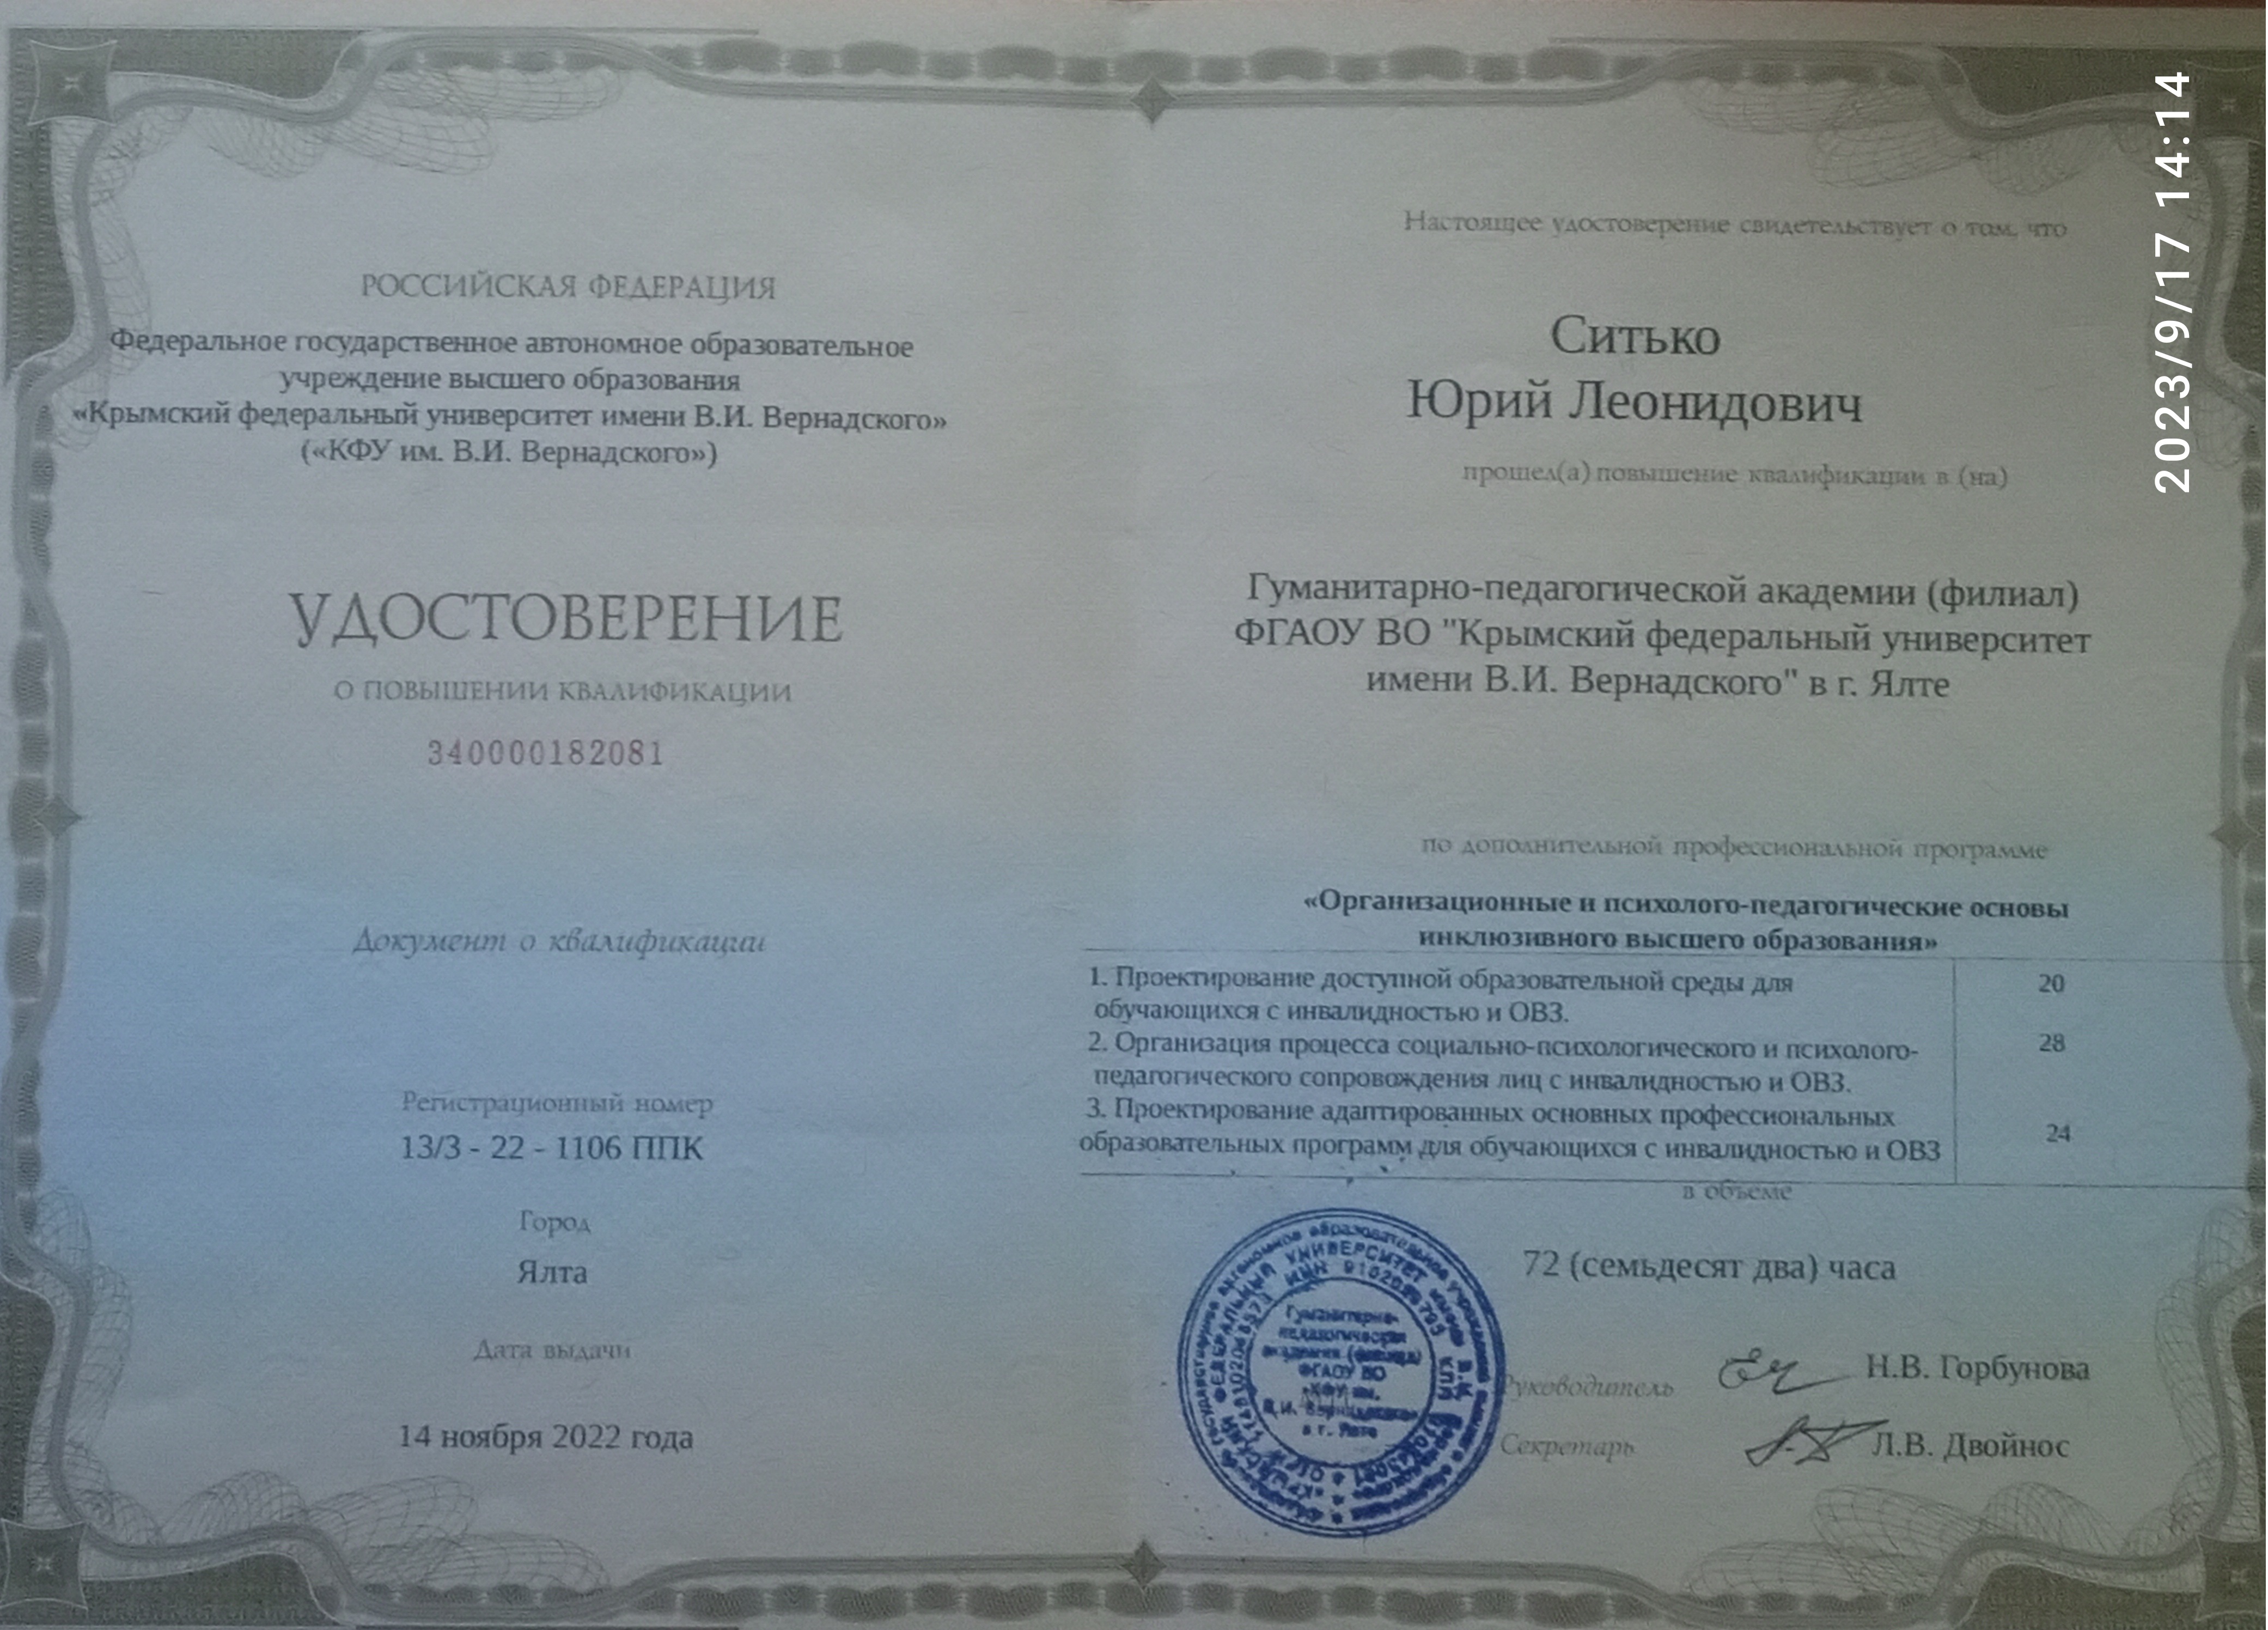 РОССИЙСКАЯ ФЕДЕРАЦИЯ
Федеральное государственное автономное образовательное
учреждение высшего образования
«Крымский федеральный университет имени В.И. Вернадского»
(«КФУ им. В.И. Вернадского»)
УДОСТОВЕРЕНИЕ
О ПОВЫШЕНИИ КВАЛИФИКАЦИИ
340000182081
Документ о квалификации
Регистрационный номер
13/3 - 22 - 1106 ППК
Город
Ялта
Дата выдачи
14 ноября 2022 года
Настоящее удостоверение свидетельствует о том, что
Ситько
Юрий Леонидович
прошел(а) повышение квалификации в (на)
Гуманитарно-педагогической академии (филиал)
ФГАОУ ВО "Крымский федеральный университет
имени В.И. Вернадского" в г. Ялте
по дополнительной профессиональной программе
«Организационные и психолого-педагогические основы
инклюзивного высшего образования»
1. Проектирование доступной образовательной среды для 20
обучающихся с инвалидностью и ОВЗ.
2. Организация процесса социально-психологического и психолого- 28
педагогического сопровождения лиц с инвалидностью и ОВЗ.
3. Проектирование адаптированных основных профессиональных
образовательных программ для обучающихся с инвалидностью и ОВЗ 24
в объеме
72 (семьдесят два) часа
Руководитель Н.В. Горбунова
Секретарь Л.В. Двойнос
Гуманитарно-
педагогическая
академия (филиал)
ФГАОУ ВО
«КФУ им.
В.И. Вернадского»
в г. Ялте
2023/9/17 14:14